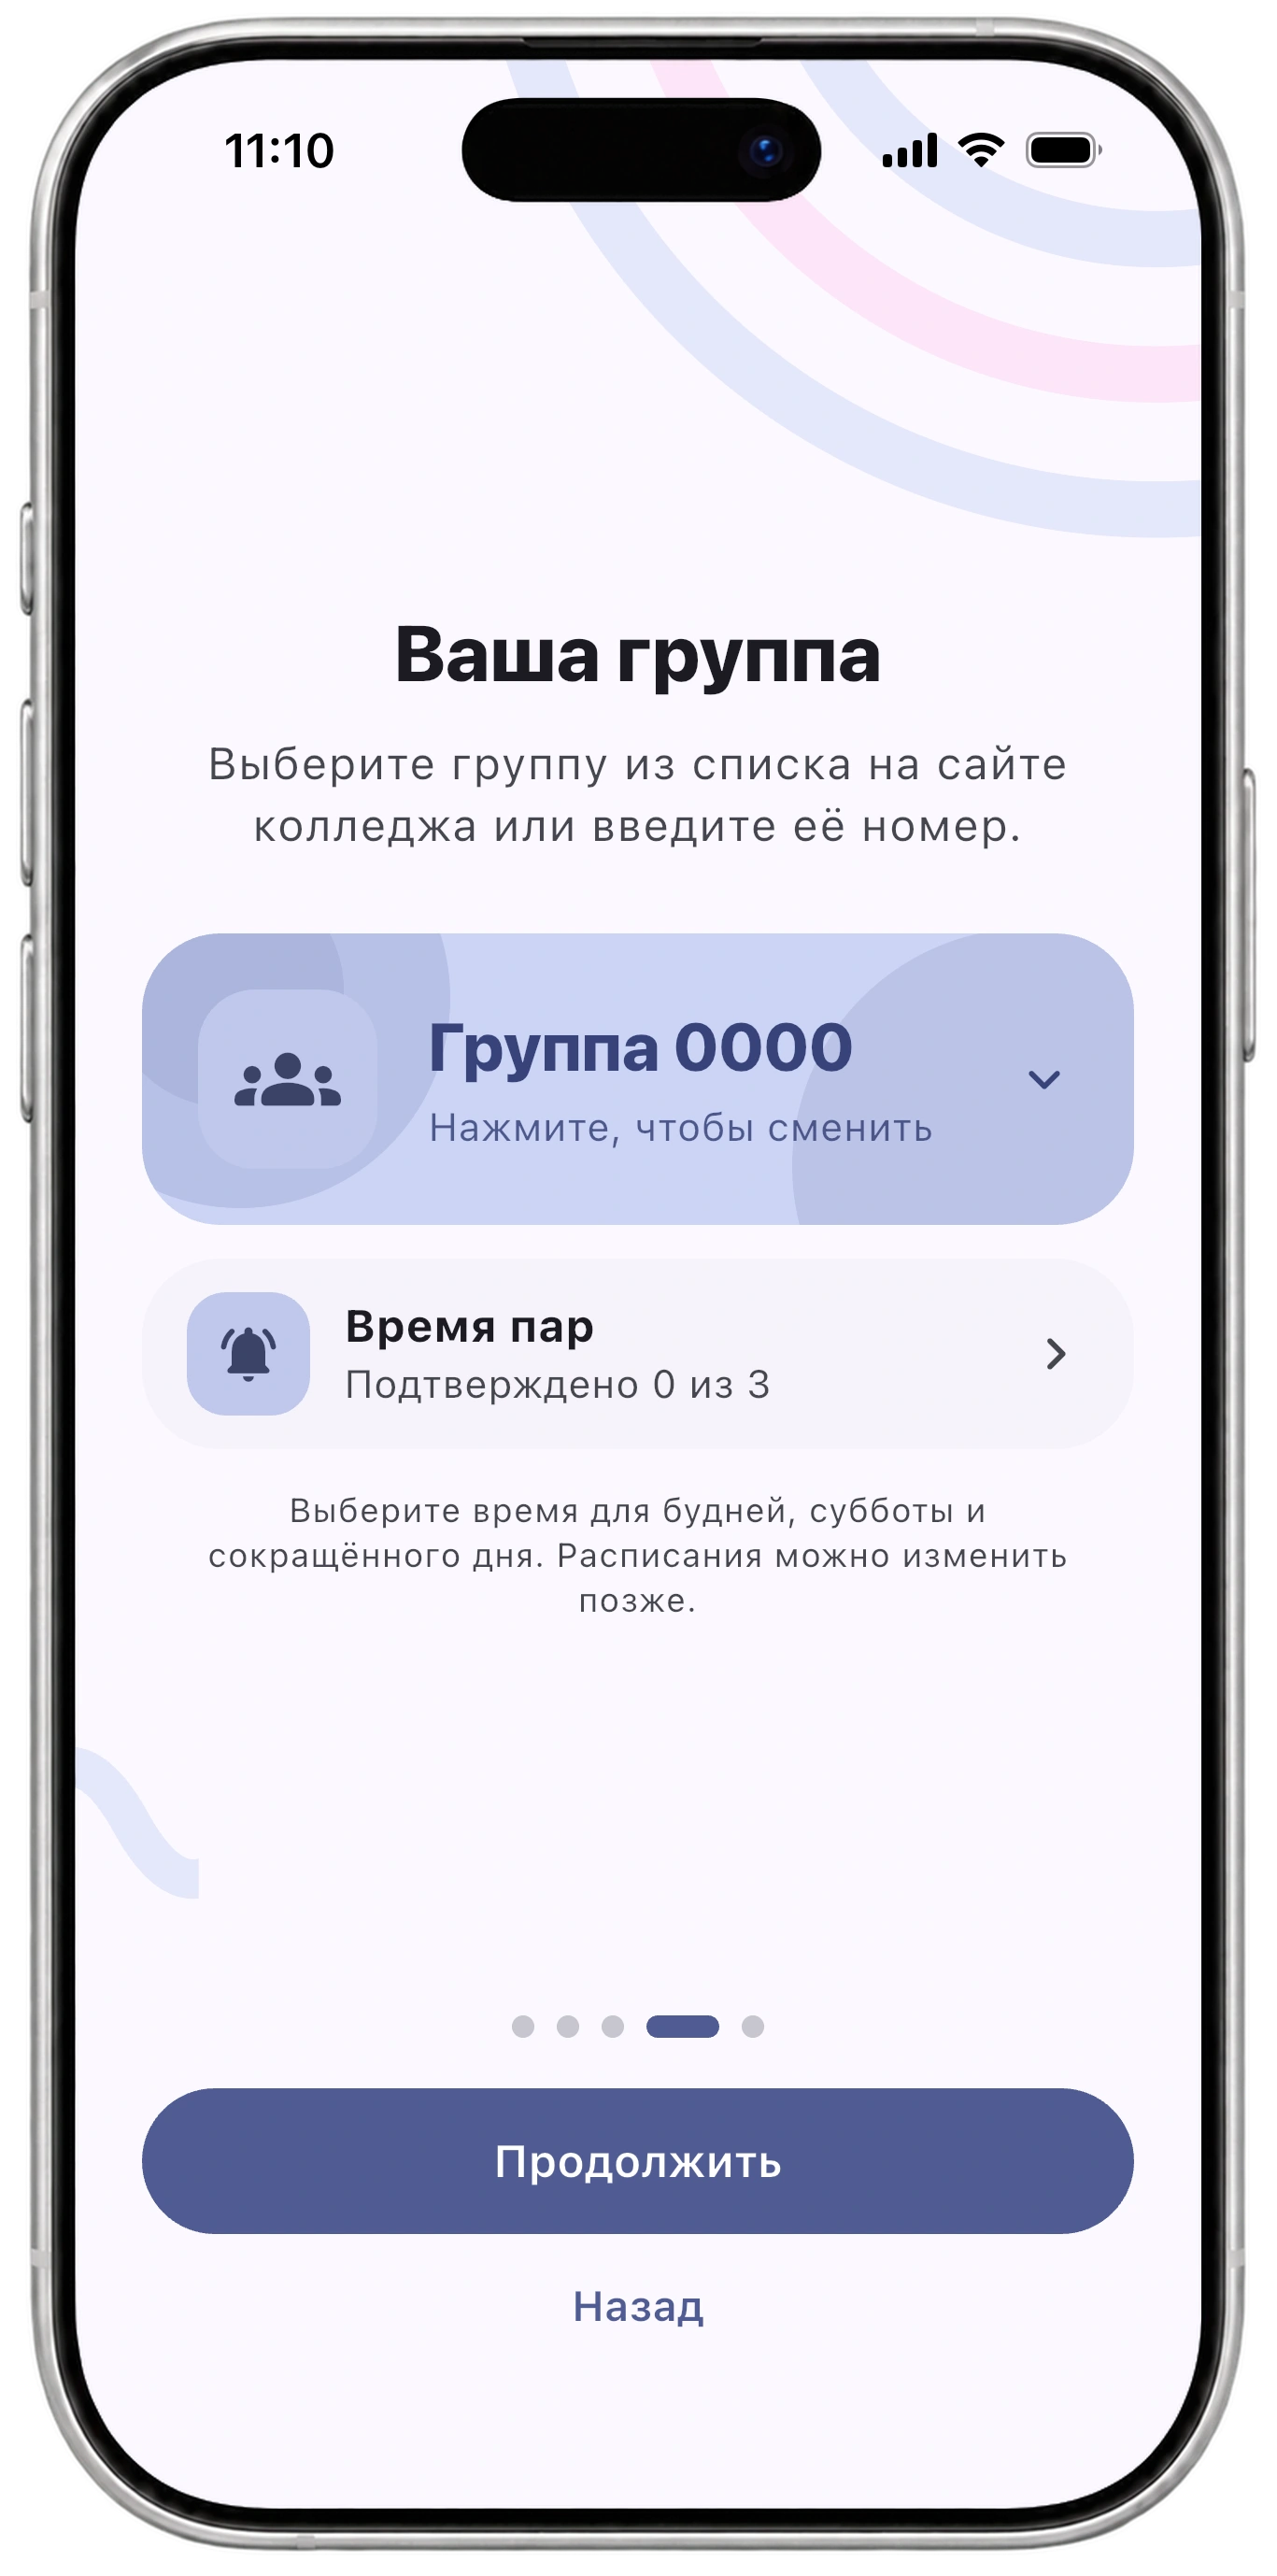 11:10
Ваша группа
Выберите группу из списка на сайте
колледжа или введите её номер.
Группа 0000
Нажмите, чтобы сменить
Время пар
Подтверждено 0 из 3
Выберите время для будней, субботы и
сокращённого дня. Расписания можно изменить
позже.
Продолжить
Назад